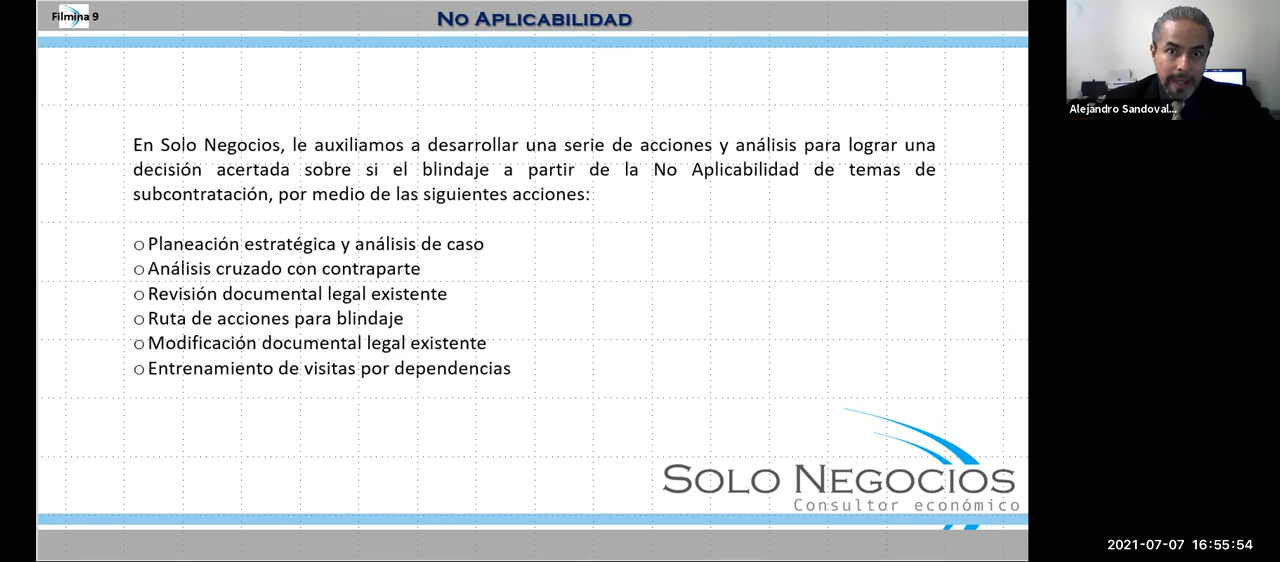 Filmina 9
No Aplicabilidad
Alejandro Sandoval...
En Solo Negocios, le auxiliamos a desarrollar una serie de acciones y análisis para lograr una
decisión acertada sobre si el blindaje a partir de la No Aplicabilidad de temas de
subcontratación, por medio de las siguientes acciones:
o Planeación estratégica y análisis de caso
o Análisis cruzado con contraparte
o Revisión documental legal existente
o Ruta de acciones para blindaje
o Modificación documental legal existente
o Entrenamiento de visitas por dependencias
Solo Negocios
Consultor económico
2021-07-07 16:55:54